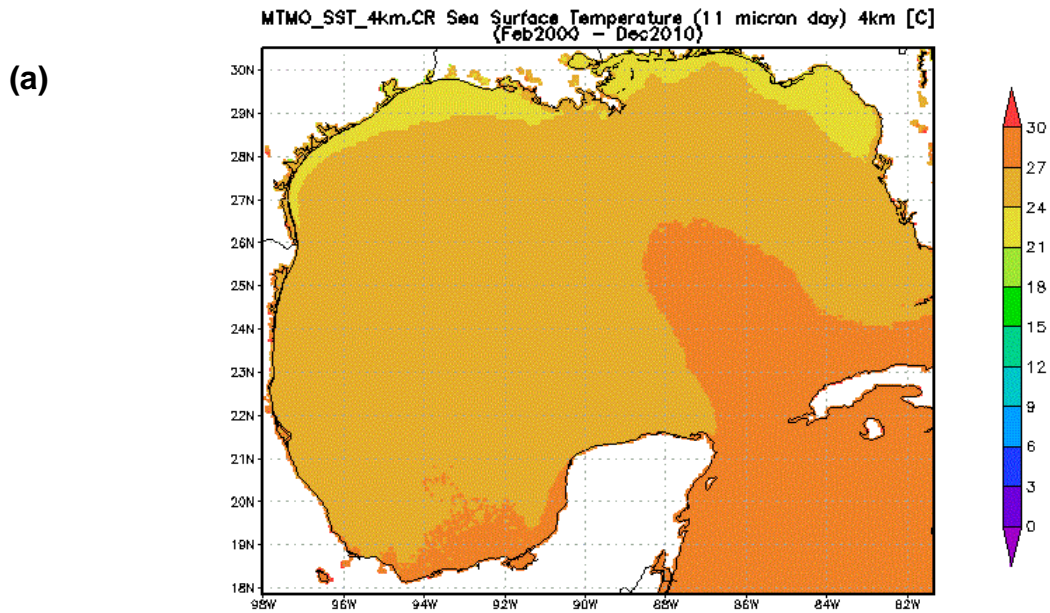 MTMO_SST_4km.CR Sea Surface Temperature (11 micron day) 4km [C]
(Feb2000 – Dec2010)
(a)
30N
29N
28N
27N
26N
25N
24N
23N
22N
21N
20N
19N
18N
98W 96W 94W 92W 90W 88W 86W 84W 82W
30
27
24
21
18
15
12
9
6
3
0